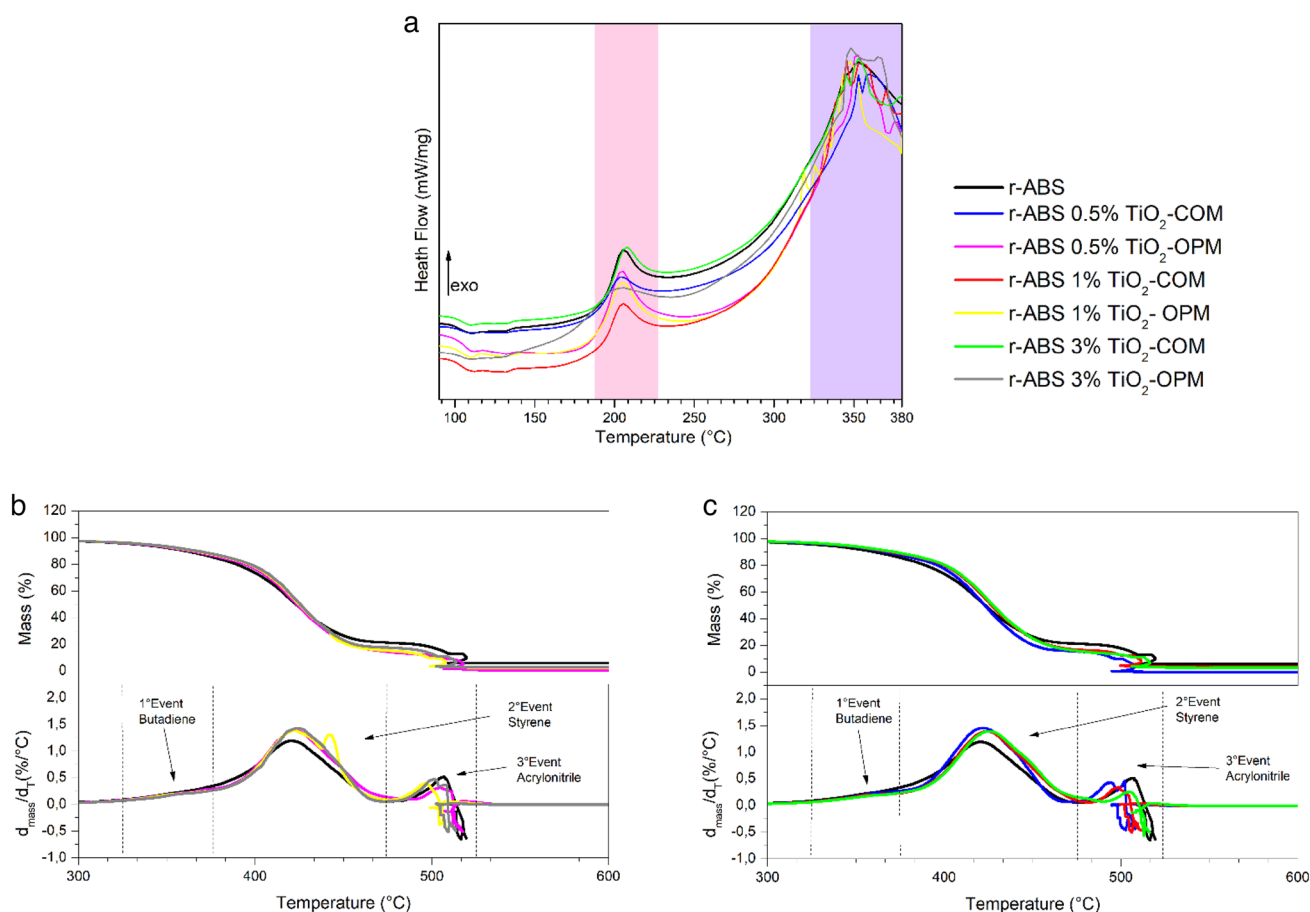 a
Heath Flow (mW/mg)
exo
100 150 200 250 300 350 380
Temperature (°C)
r-ABS
r-ABS 0.5% TiO2-COM
r-ABS 0.5% TiO2-OPM
r-ABS 1% TiO2-COM
r-ABS 1% TiO2- OPM
r-ABS 3% TiO2-COM
r-ABS 3% TiO2-OPM
b
120
100
80
60
40
20
0
Mass (%)
2,0
1,5
1,0
0,5
0,0
-0,5
-1,0
dmass/dT(%/°C)
1°Event
Butadiene
2°Event
Styrene
3°Event
Acrylonitrile
300 400 500 600
Temperature (°C)
c
120
100
80
60
40
20
0
Mass (%)
2,0
1,5
1,0
0,5
0,0
-0,5
-1,0
dmass/dT(%/°C)
1°Event
Butadiene
2°Event
Styrene
3°Event
Acrylonitrile
300 400 500 600
Temperature (°C)